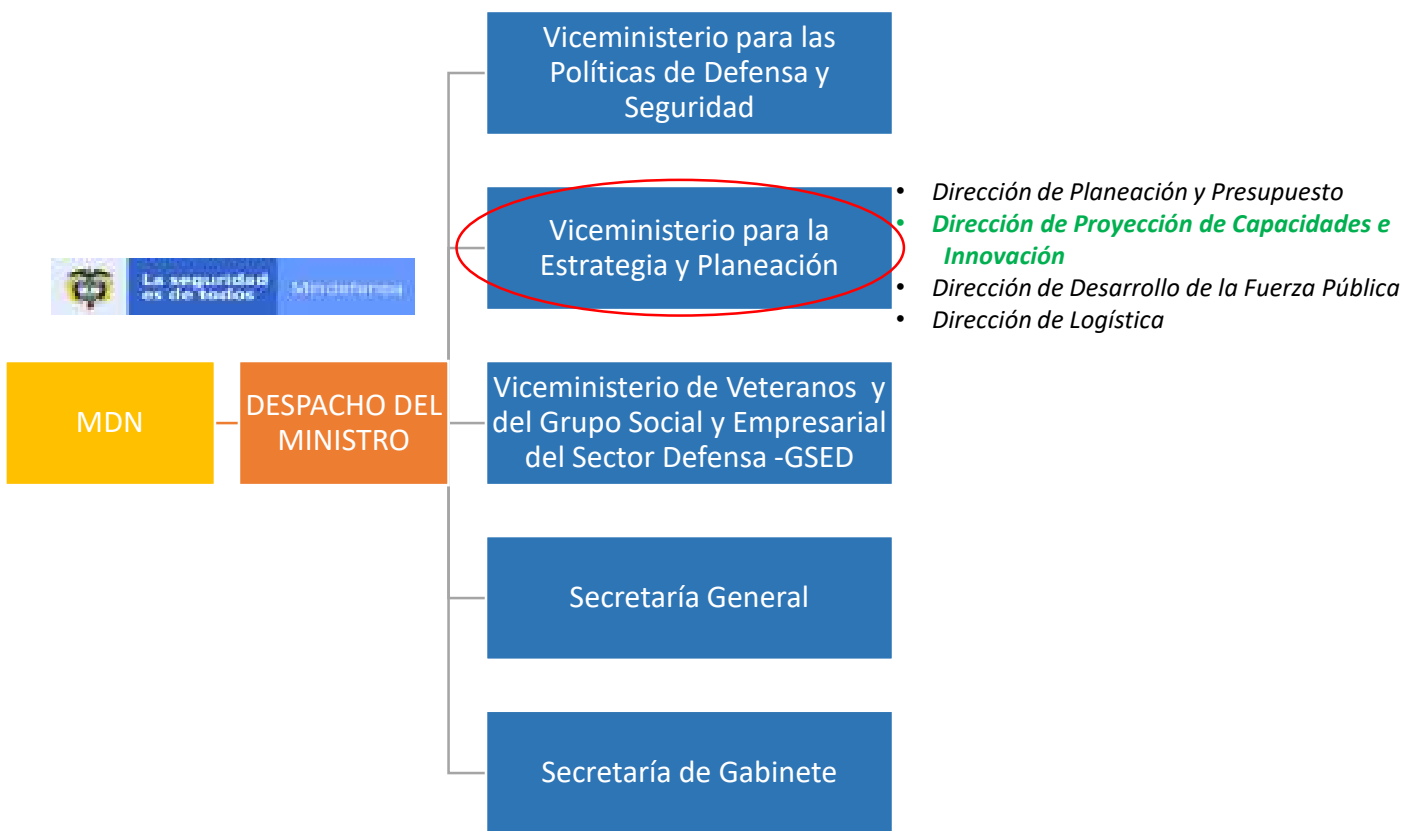 Viceministerio para las
Políticas de Defensa y
Seguridad
Viceministerio para la
Estrategia y Planeación
• Dirección de Planeación y Presupuesto
• Dirección de Proyección de Capacidades e
Innovación
• Dirección de Desarrollo de la Fuerza Pública
• Dirección de Logística
La seguridad
es de todos
Mindefensa
MDN
DESPACHO DEL
MINISTRO
Viceministerio de Veteranos y
del Grupo Social y Empresarial
del Sector Defensa -GSED
Secretaría General
Secretaría de Gabinete